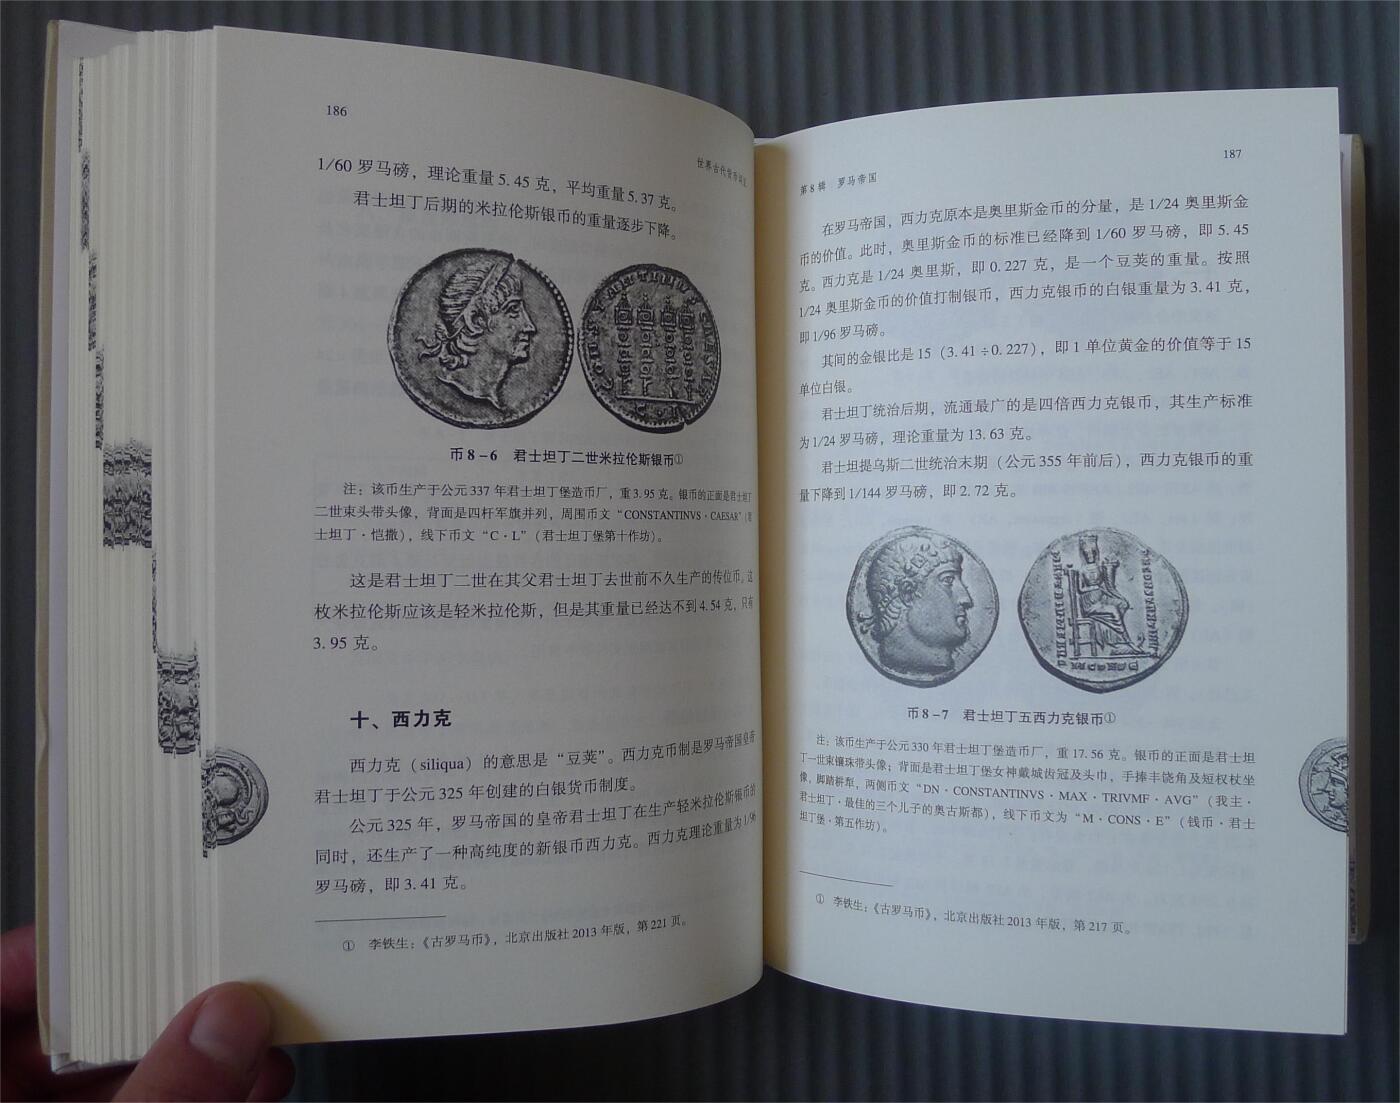 186
世界古代货币
1/60 罗马磅，理论重量 5.45 克，平均重量 5.37 克。
君士坦丁后期的米拉伦斯银币的重量逐步下降。
币 8-6 君士坦丁二世米拉伦斯银币①
注：该币生产于公元 337 年君士坦丁堡造币厂，重 3.95 克。银币的正面是君士坦丁
二世束头带头像，背面是四杆军旗并列，周围币文“CONSTANTINVS·CAESAR”（君
士坦丁·恺撒），线下币文“C·L”（君士坦丁堡第十作坊）。
这是君士坦丁二世在其父君士坦丁去世前不久生产的传位币。这
枚米拉伦斯应该是轻米拉伦斯，但是其重量已经达不到 4.54 克，只有
3.95 克。
十、西力克
西力克（siliqua）的意思是“豆荚”。西力克币制是罗马帝国皇帝
君士坦丁于公元 325 年创建的白银货币制度。
公元 325 年，罗马帝国的皇帝君士坦丁在生产轻米拉伦斯银币的
同时，还生产了一种高纯度的新银币西力克。西力克理论重量为 1/96
罗马磅，即 3.41 克。
① 李铁生：《古罗马币》，北京出版社 2013 年版，第 221 页。
187
第 8 辑 罗马帝国
在罗马帝国，西力克原本是奥里斯金币的分量，是 1/24 奥里斯金
币的价值。此时，奥里斯金币的标准已经降到 1/60 罗马磅，即 5.45
克。西力克是 1/24 奥里斯，即 0.227 克，是一个豆荚的重量。按照
1/24 奥里斯金币的价值打制银币，西力克银币的白银重量为 3.41 克，
即 1/96 罗马磅。
其间的金银比是 15（3.41÷0.227），即 1 单位黄金的价值等于 15
单位白银。
君士坦丁统治后期，流通最广的是四倍西力克银币，其生产标准
为 1/24 罗马磅，理论重量为 13.63 克。
君士坦提乌斯二世统治末期（公元 355 年前后），西力克银币的重
量下降到 1/144 罗马磅，即 2.72 克。
币 8-7 君士坦丁五西力克银币①
注：该币生产于公元 330 年君士坦丁堡造币厂，重 17.56 克。银币的正面是君士坦
丁一世束镶珠带头像；背面是君士坦丁堡女神戴城齿冠及头巾，手捧丰饶角及短权杖坐
像，脚踏耕犁，两侧币文“DN·CONSTANTINVS·MAX·TRIVMF·AVG”（我主·
君士坦丁·最佳的三个儿子的奥古斯都），线下币文为“M·CONS·E”（钱币·君士
坦丁堡·第五作坊）。
① 李铁生：《古罗马币》，北京出版社 2013 年版，第 217 页。